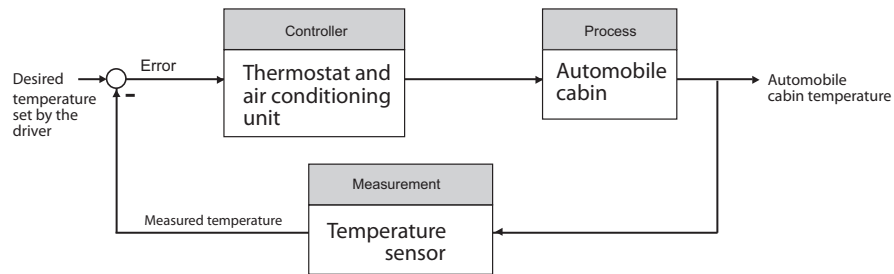 Controller
Process
Error
Thermostat and
air conditioning
unit
Automobile
cabin
Desired
temperature
set by the
driver
-
Automobile
cabin temperature
Measurement
Measured temperature
Temperature
sensor